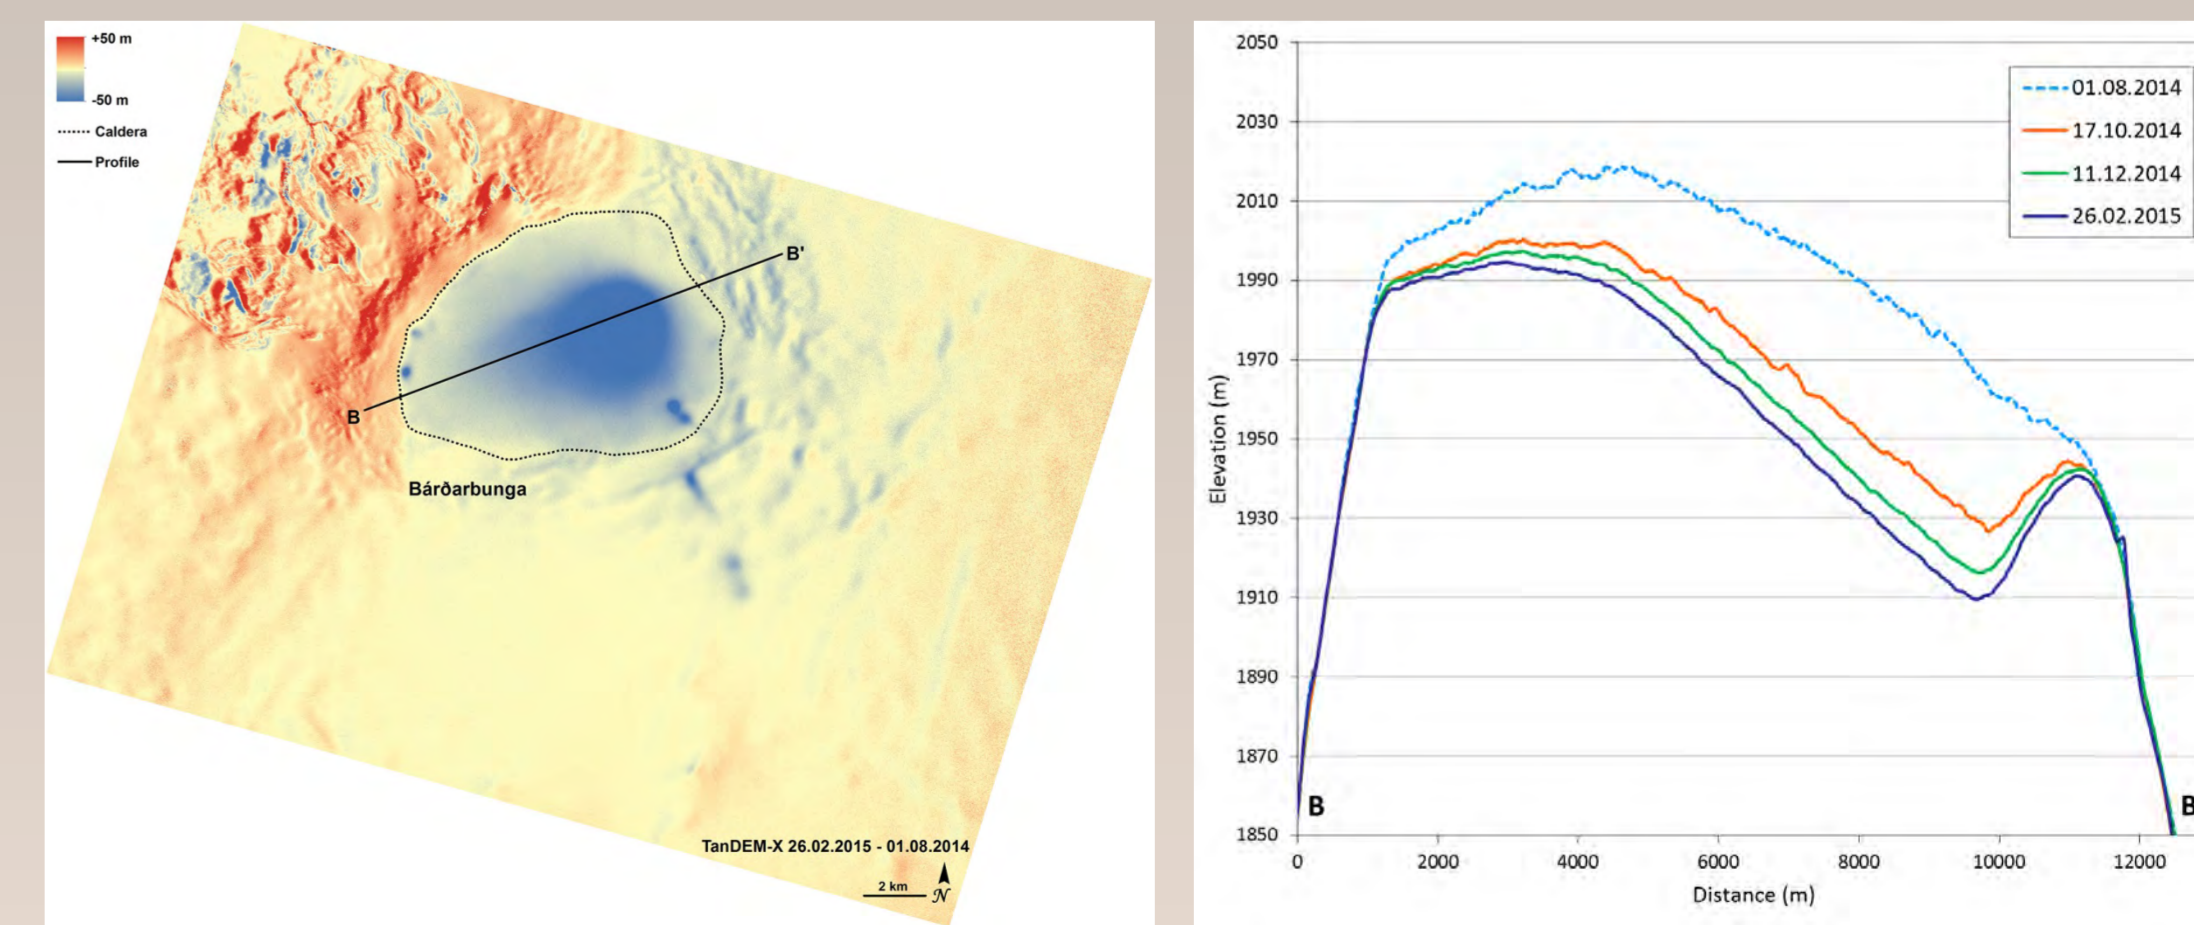 +50 m
-50 m
Caldera
Profile
B'
B
Bárðarbunga
TanDEM-X 26.02.2015 - 01.08.2014
2 km
N
2050
2030
2010
1990
1970
1950
1930
1910
1890
1870
1850
Elevation (m)
01.08.2014
17.10.2014
11.12.2014
26.02.2015
B
B
0
2000
4000
6000
8000
10000
12000
Distance (m)